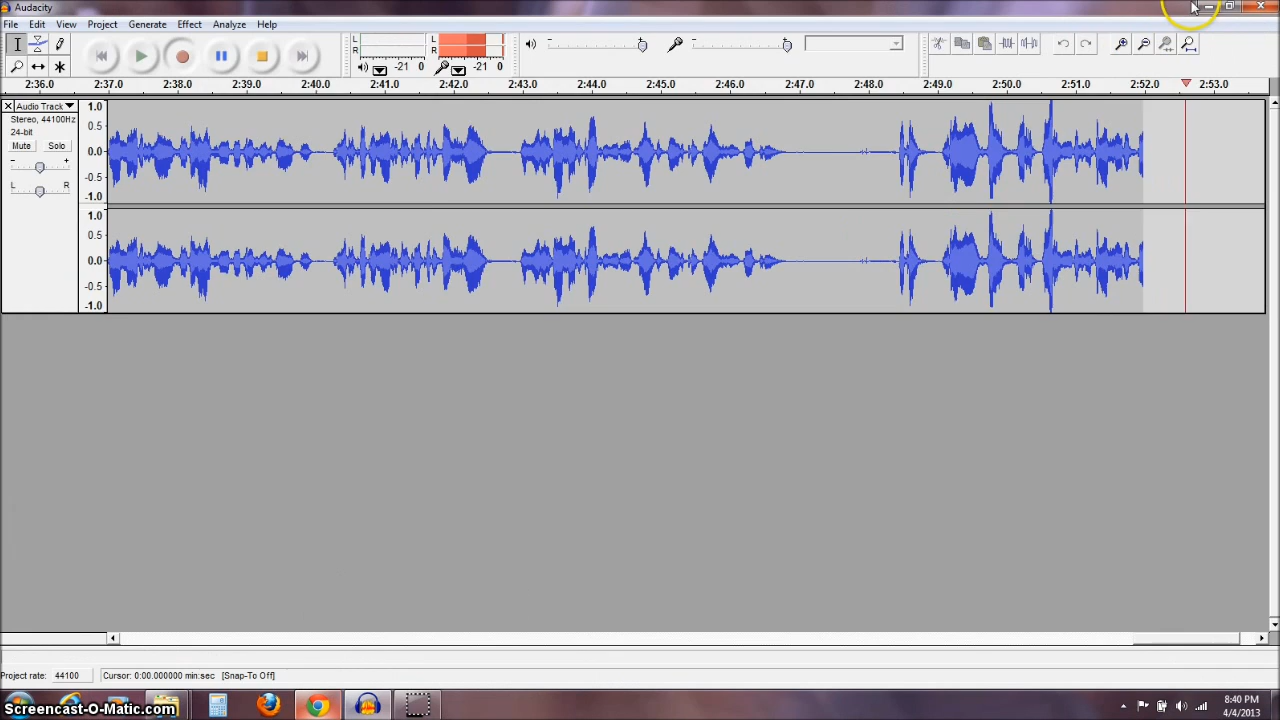 Audacity
File Edit View Project Generate Effect Analyze Help
L
R
-21 0
L
R
-21 0
2:36.0 2:37.0 2:38.0 2:39.0 2:40.0 2:41.0 2:42.0 2:43.0 2:44.0 2:45.0 2:46.0 2:47.0 2:48.0 2:49.0 2:50.0 2:51.0 2:52.0 2:53.0
Audio Track
Stereo, 44100Hz
24-bit
Mute Solo
- +
L R
1.0
0.5
0.0
-0.5
-1.0
1.0
0.5
0.0
-0.5
-1.0
Project rate: 44100 Cursor: 0:00.000000 min:sec [Snap-To Off]
Screencast-O-Matic.com
8:40 PM
4/4/2013